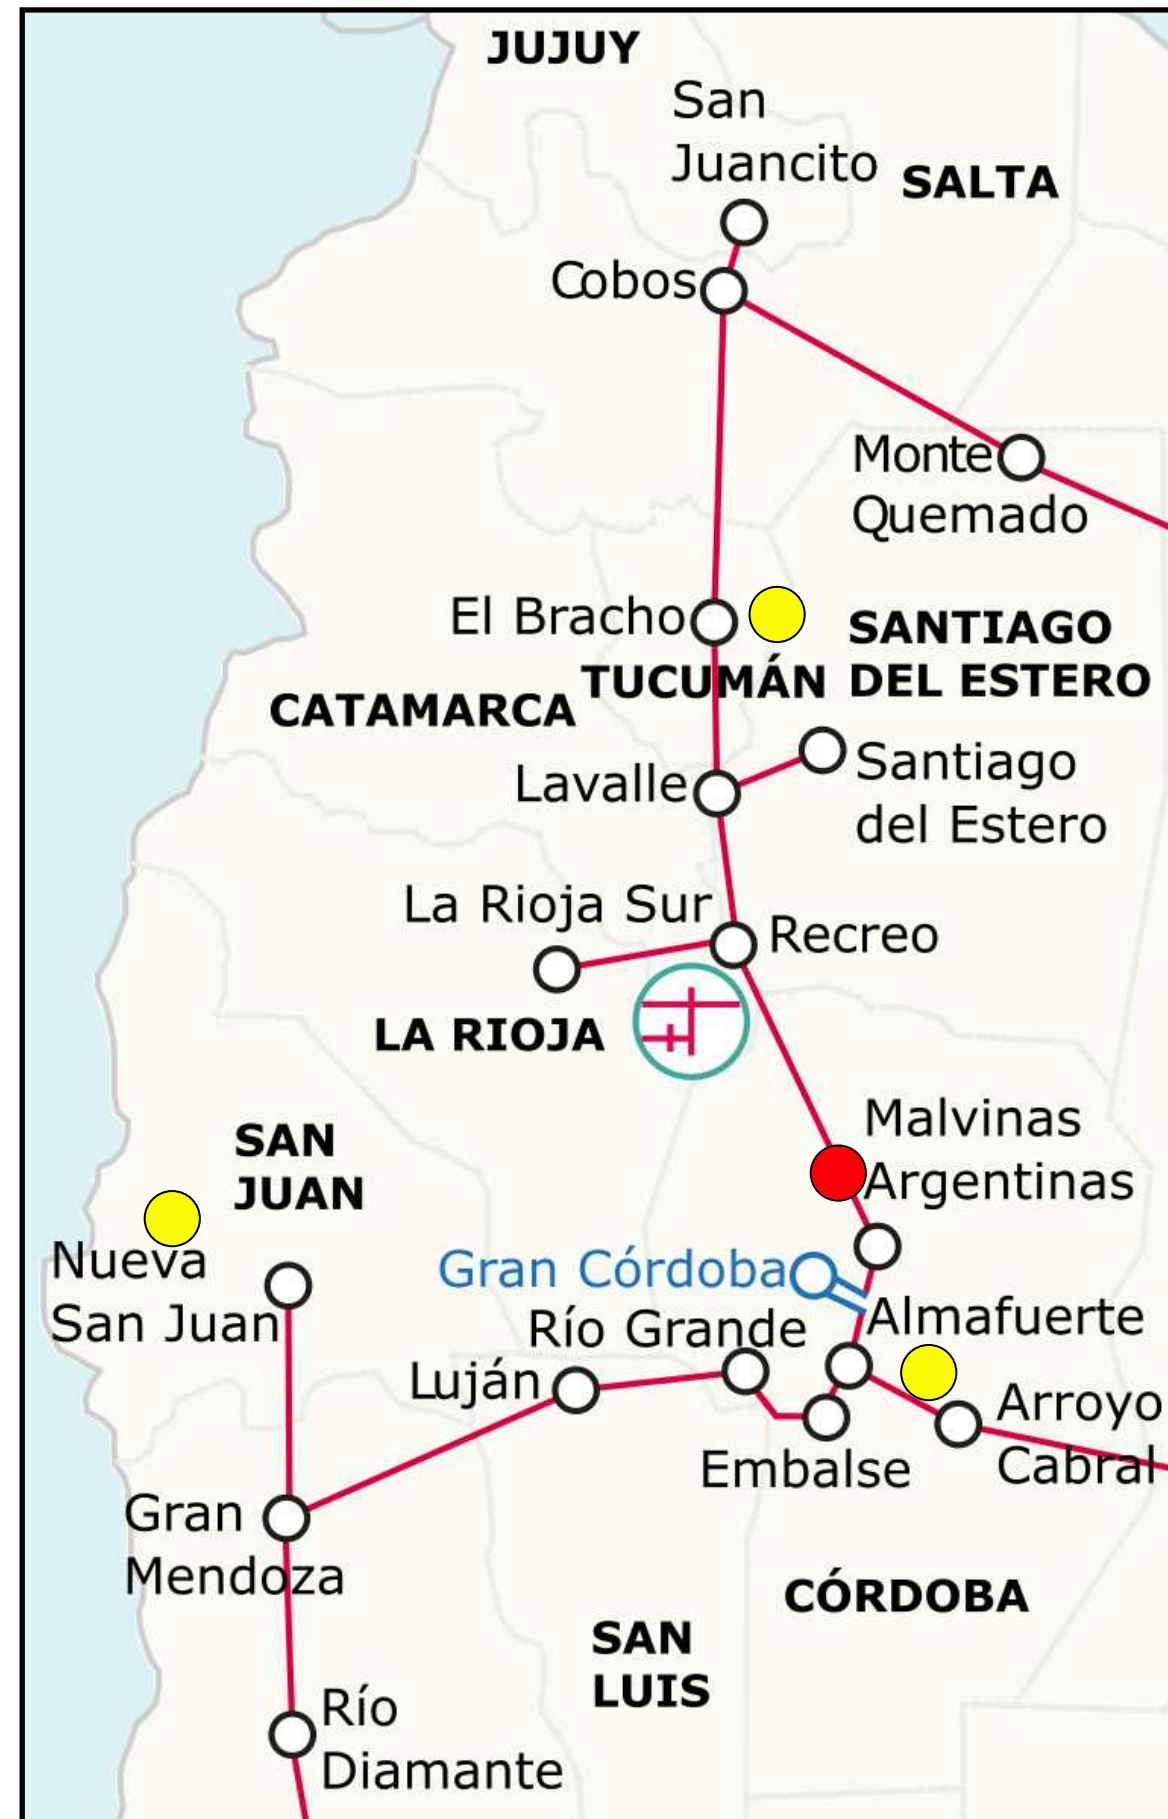 JUJUY
San
Juancito
SALTA
Cobos
Monte
Quemado
El Bracho
SANTIAGO
DEL ESTERO
TUCUMÁN
CATAMARCA
Santiago
del Estero
Lavalle
La Rioja Sur
Recreo
LA RIOJA
Malvinas
Argentinas
SAN
JUAN
Nueva
San Juan
Gran Córdoba
Almafuerte
Río Grande
Luján
Arroyo
Cabral
Embalse
Gran
Mendoza
CÓRDOBA
SAN
LUIS
Río
Diamante